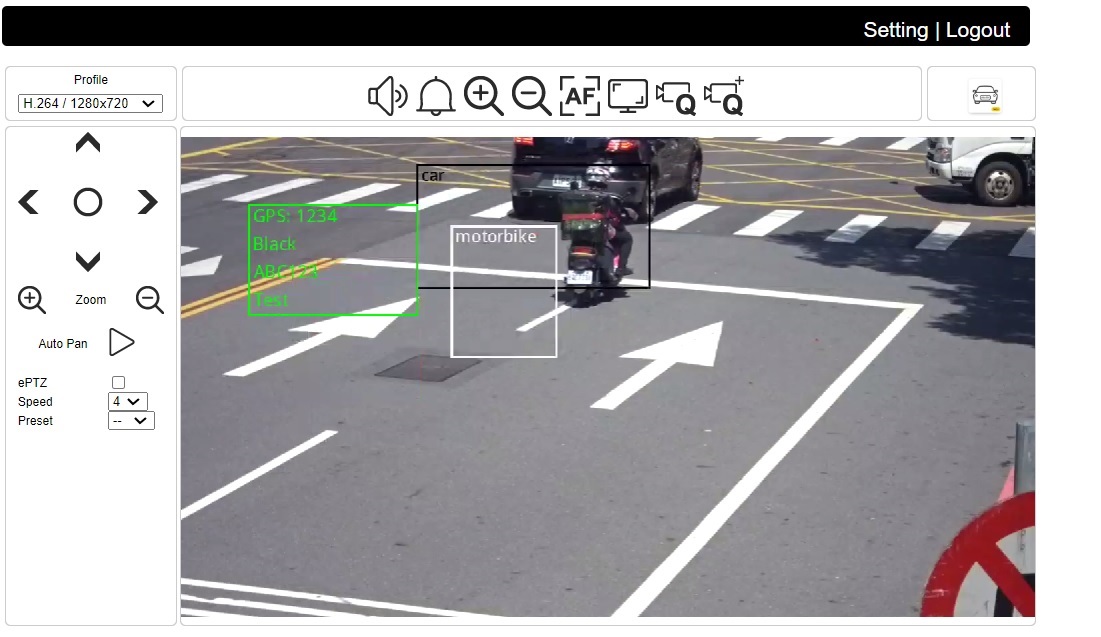 Setting | Logout
Profile
H.264 / 1280x720
AF
Q
Q+
car
GPS: 1234
motorbike
Black
ABC123
Test
Zoom
Auto Pan
ePTZ
Speed 4
Preset --